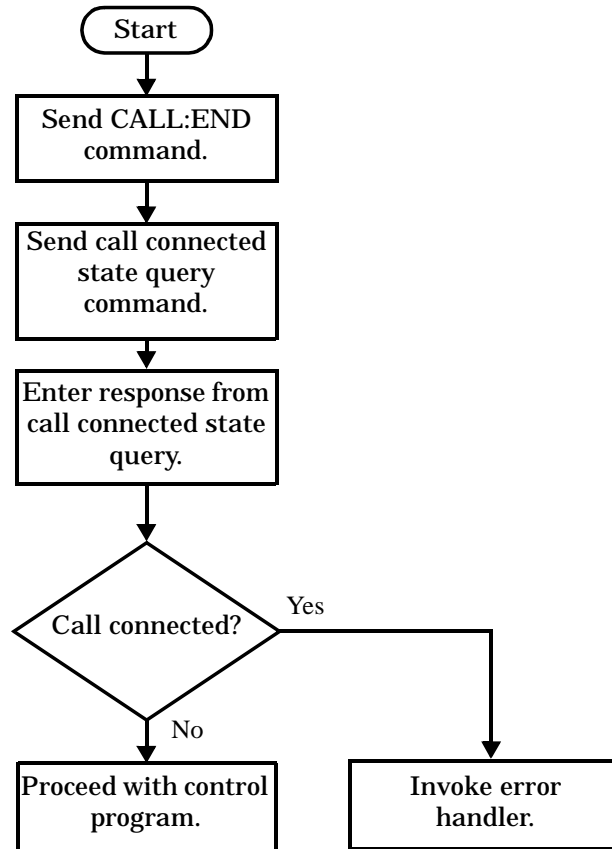 Start
Send CALL:END
command.
Send call connected
state query
command.
Enter response from
call connected state
query.
Call connected?
Yes
No
Proceed with control
program.
Invoke error
handler.